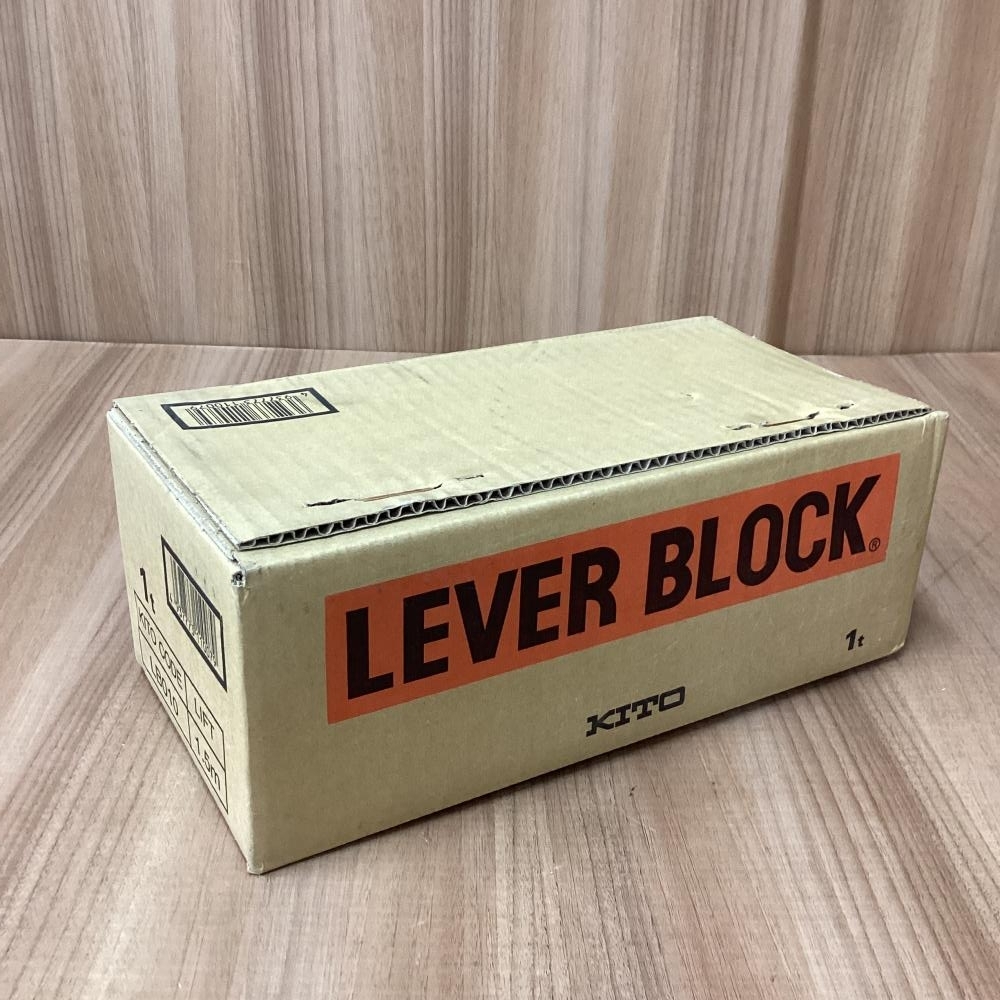 LEVER BLOCK®
KITO
1t
1t
KITO CODE LIFT
LB010 1.5m